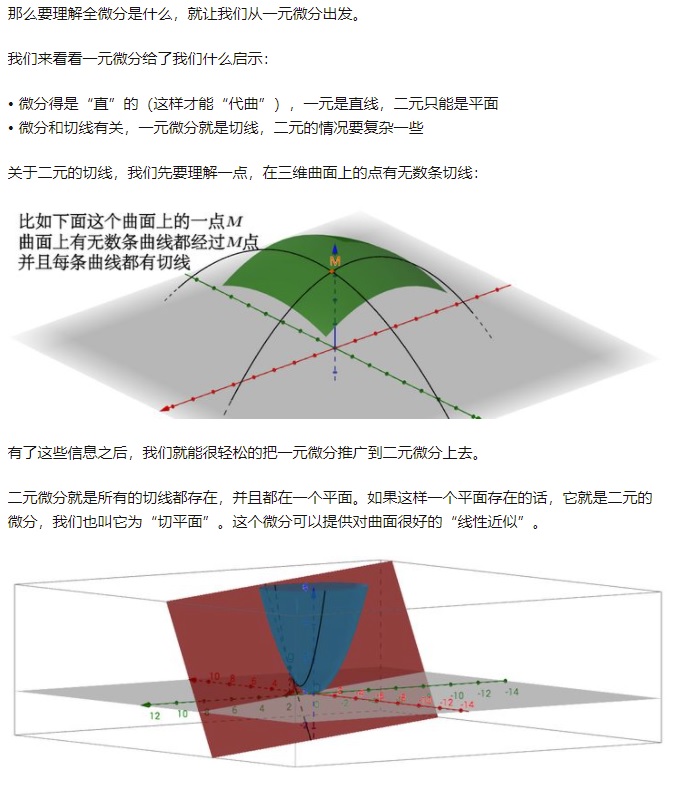 那么要理解全微分是什么，就让我们从一元微分出发。
我们来看看一元微分给了我们什么启示：
• 微分得是“直”的（这样才能“代曲”），一元是直线，二元只能是平面
• 微分和切线有关，一元微分就是切线，二元的情况要复杂一些
关于二元的切线，我们先要理解一点，在三维曲面上的点有无数条切线：
比如下面这个曲面上的一点M
曲面上有无数条曲线都经过M点
并且每条曲线都有切线
M
有了这些信息之后，我们就能很轻松的把一元微分推广到二元微分上去。
二元微分就是所有的切线都存在，并且都在一个平面。如果这样一个平面存在的话，它就是二元的
微分，我们也叫它为“切平面”。这个微分可以提供对曲面很好的“线性近似”。
10 8 6 4 2
-10 -12 -14
12 10 8 6 4 2 -2
-10 -12 -14